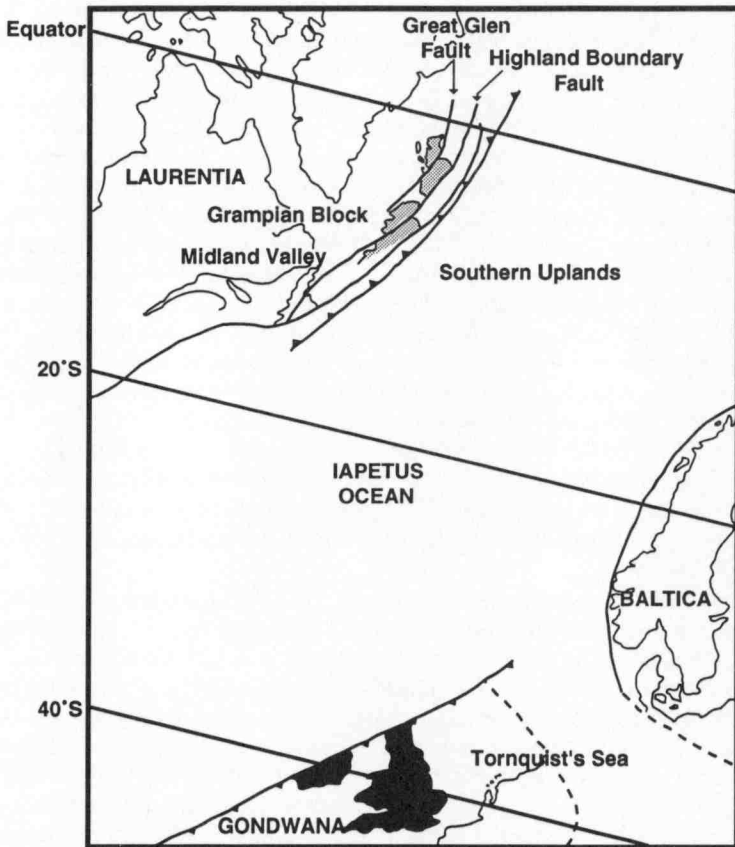 Equator
Great Glen
Fault
Highland Boundary
Fault
LAURENTIA
Grampian Block
Midland Valley
Southern Uplands
20°S
IAPETUS
OCEAN
BALTICA
40°S
Tornquist's Sea
GONDWANA